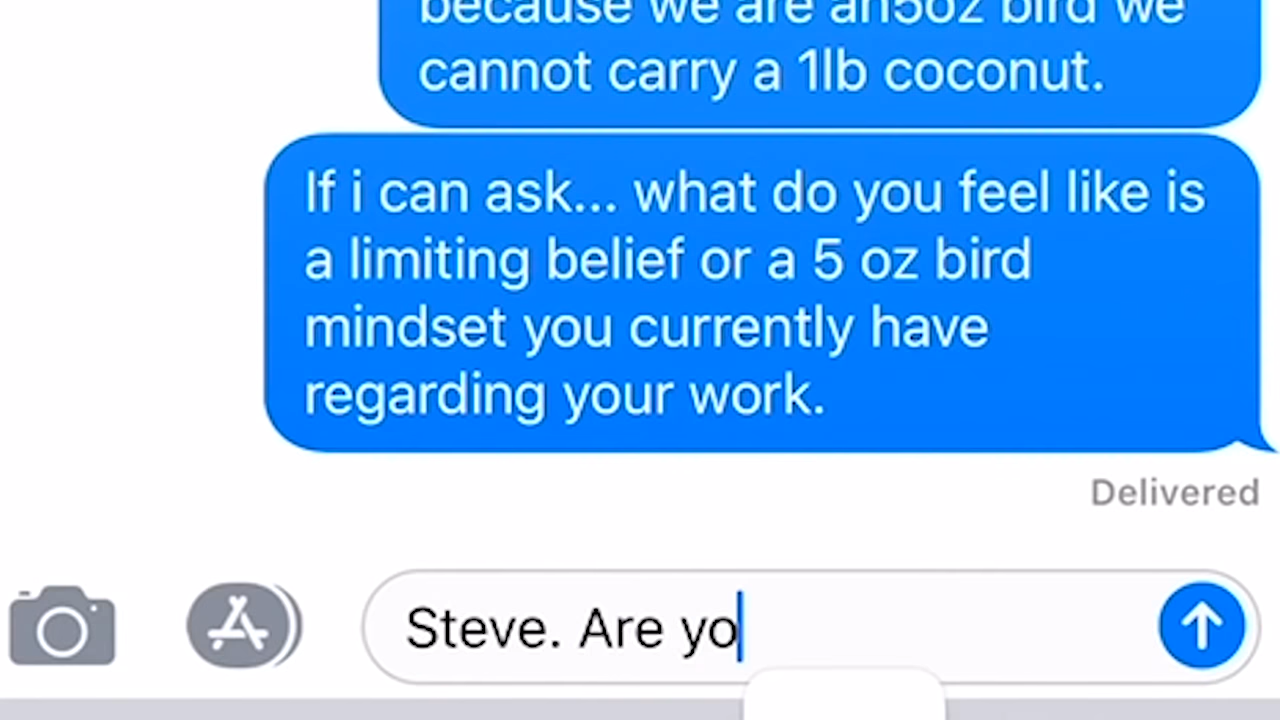 because we are an5oz bird we
cannot carry a 1lb coconut.
If i can ask... what do you feel like is
a limiting belief or a 5 oz bird
mindset you currently have
regarding your work.
Delivered
Steve. Are yo